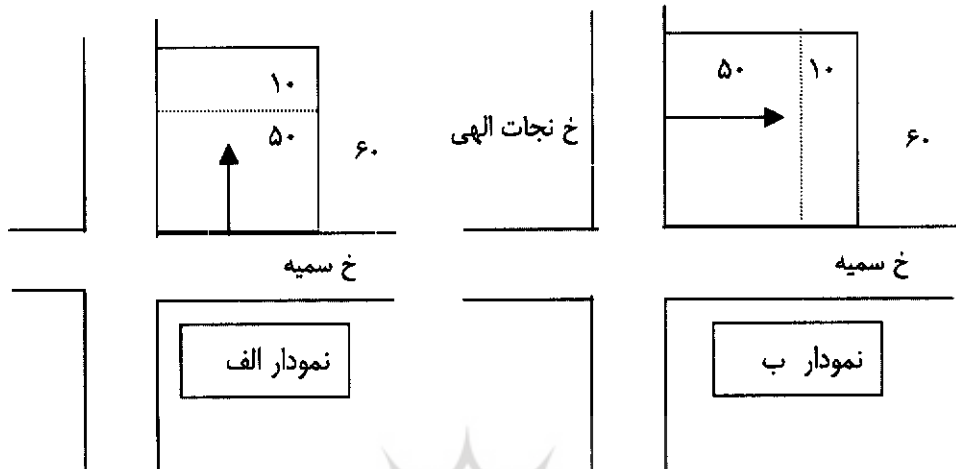 ۱۰
۵۰
۶۰
خ سمیه
نمودار الف
خ نجات الهی
۵۰
۱۰
۶۰
خ سمیه
نمودار ب